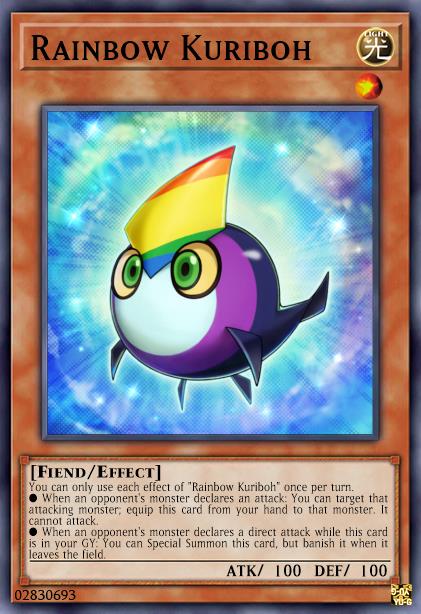 Rainbow Kuriboh
LIGHT
光
[Fiend/Effect]
You can only use each effect of "Rainbow Kuriboh" once per turn.
● When an opponent's monster declares an attack: You can target that
attacking monster; equip this card from your hand to that monster. It
cannot attack.
● When an opponent's monster declares a direct attack while this card
is in your GY: You can Special Summon this card, but banish it when it
leaves the field.
ATK/ 100 DEF/ 100
02830693